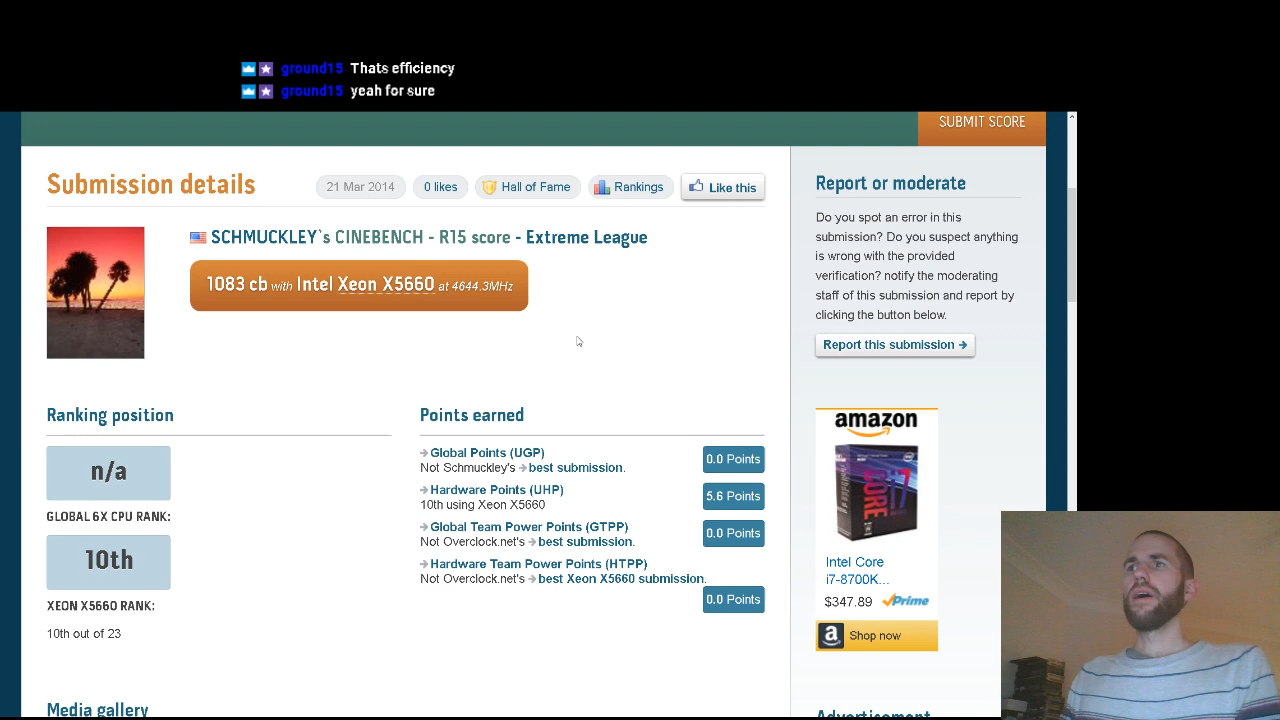 ground15 Thats efficiency
ground15 yeah for sure
SUBMIT SCORE
Submission details
21 Mar 2014
0 likes
Hall of Fame
Rankings
Like this
SCHMUCKLEY`s CINEBENCH - R15 score - Extreme League
1083 cb with Intel Xeon X5660 at 4644.3MHz
Ranking position
n/a
GLOBAL 6X CPU RANK:
10th
XEON X5660 RANK:
10th out of 23
Points earned
Global Points (UGP)
Not Schmuckley's best submission.
0.0 Points
Hardware Points (UHP)
10th using Xeon X5660
5.6 Points
Global Team Power Points (GTPP)
Not Overclock.net's best submission.
0.0 Points
Hardware Team Power Points (HTPP)
Not Overclock.net's best Xeon X5660 submission.
0.0 Points
Media gallery
Report or moderate
Do you spot an error in this
submission? Do you suspect anything
is wrong with the provided
verification? notify the moderating
staff of this submission and report by
clicking the button below.
Report this submission
amazon
CORE i7
Intel Core
i7-8700K...
$347.89 Prime
a Shop now
Advertisement